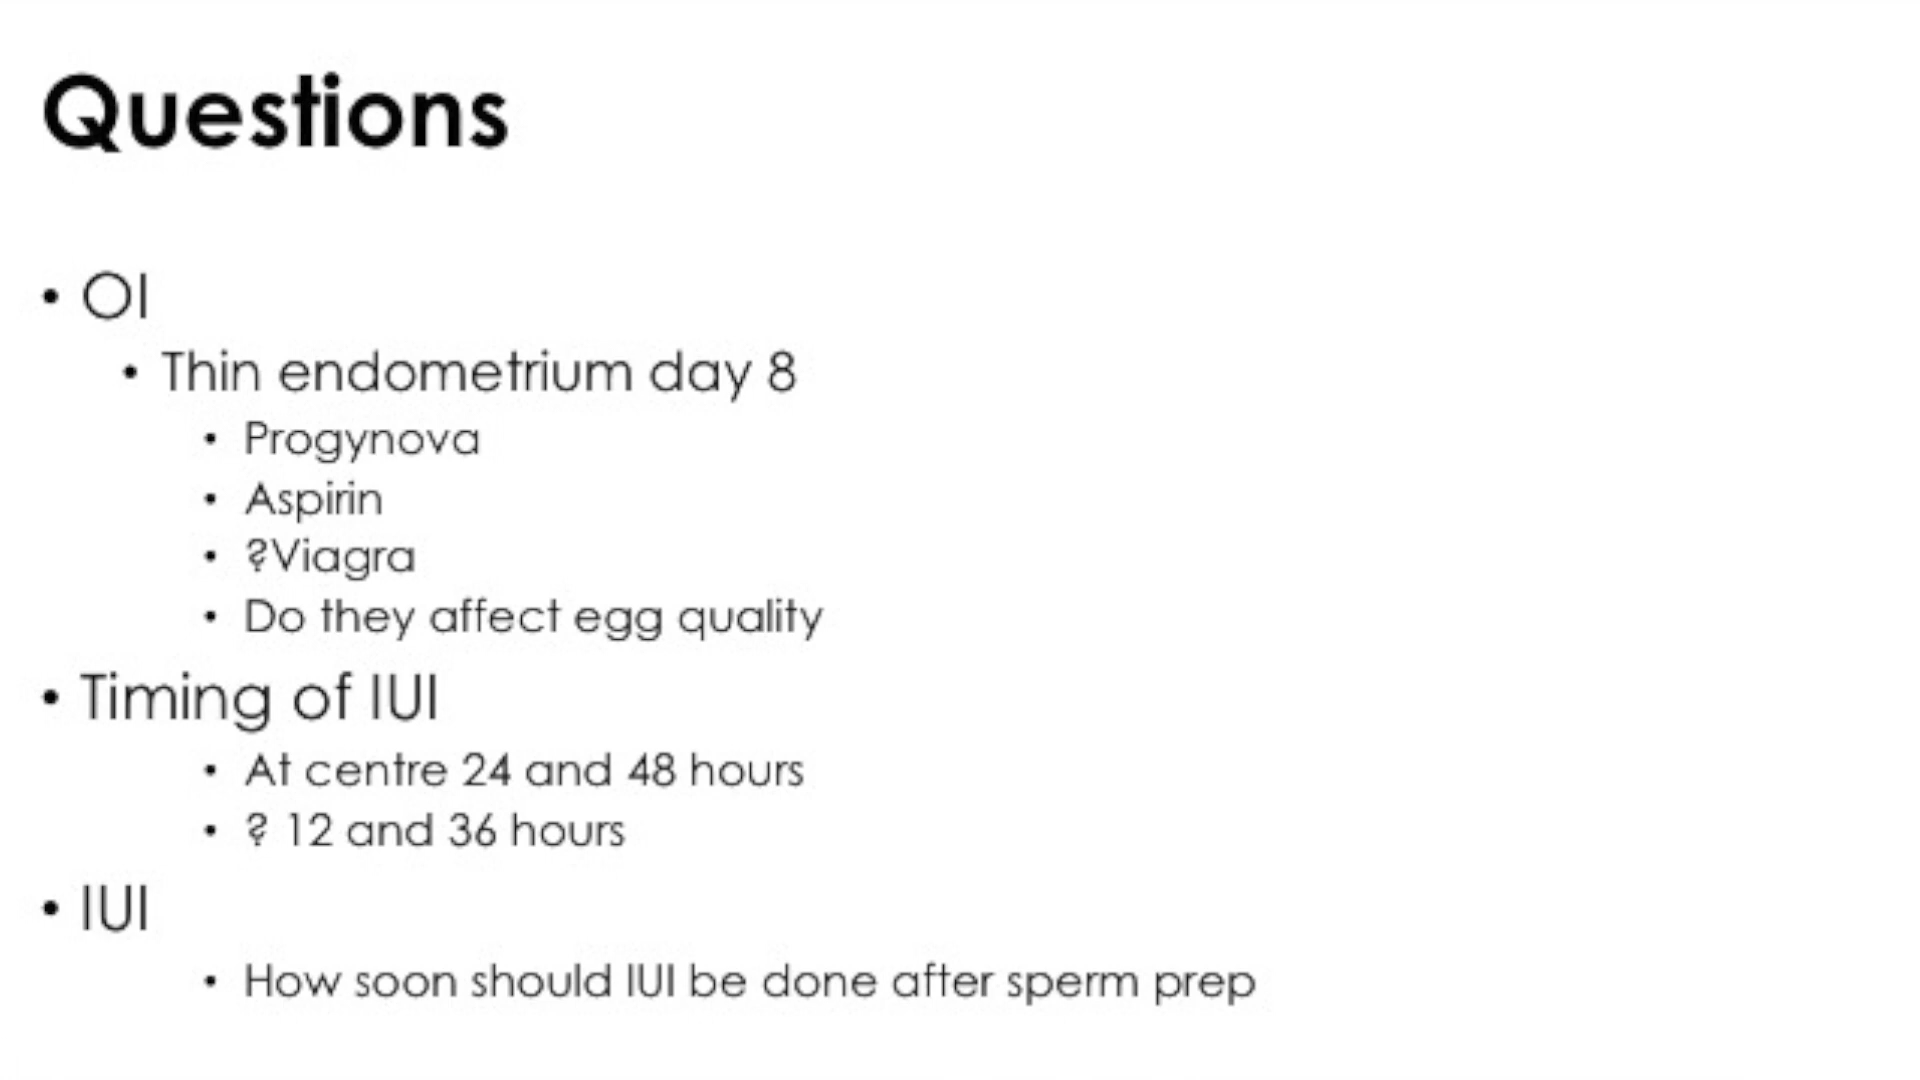 Questions
• OI
• Thin endometrium day 8
• Progynova
• Aspirin
• ?Viagra
• Do they affect egg quality
• Timing of IUI
• At centre 24 and 48 hours
• ? 12 and 36 hours
• IUI
• How soon should IUI be done after sperm prep